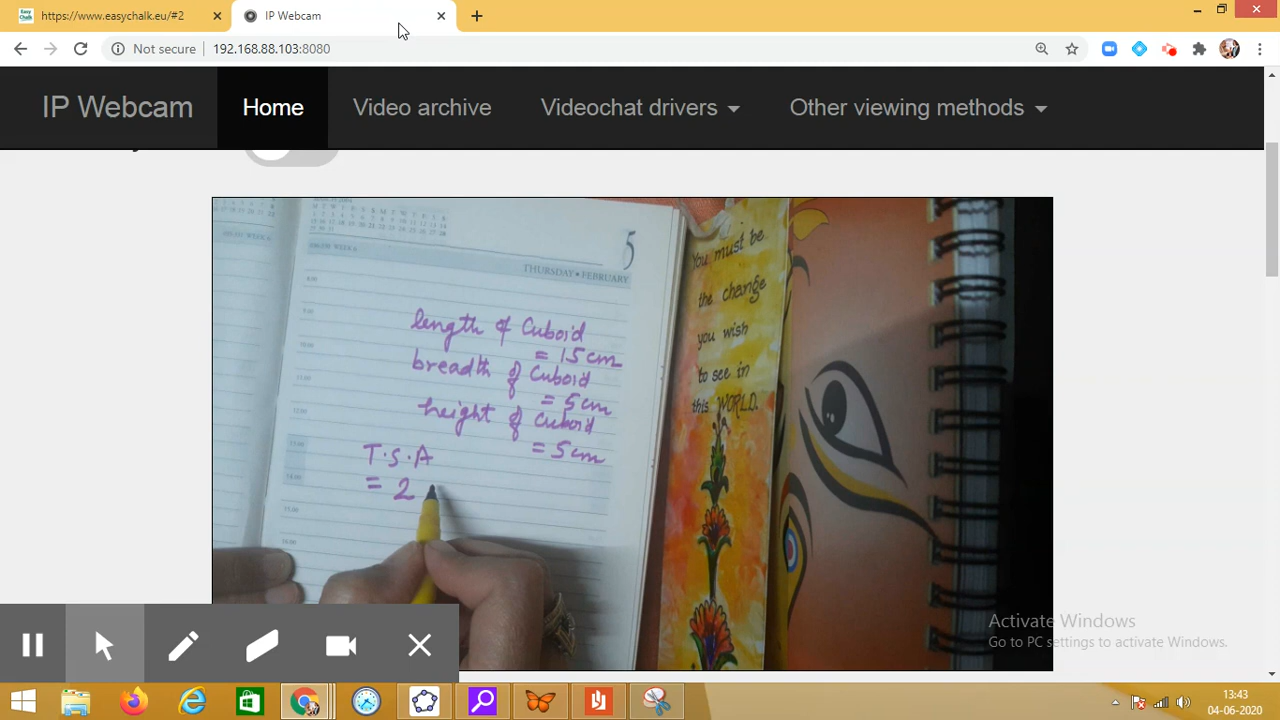 https://www.easychalk.eu/#2
IP Webcam
Not secure
192.168.88.103:8080
IP Webcam
Home
Video archive
Videochat drivers
Other viewing methods
5
THURSDAY • FEBRUARY
length of Cuboid
= 15cm
breadth of Cuboid
= 5cm
height of Cuboid
= 5cm
T.S.A
= 2
You must be
the change
you wish
to see in
this WORLD.
Activate Windows
Go to PC settings to activate Windows.
13:43
04-06-2020